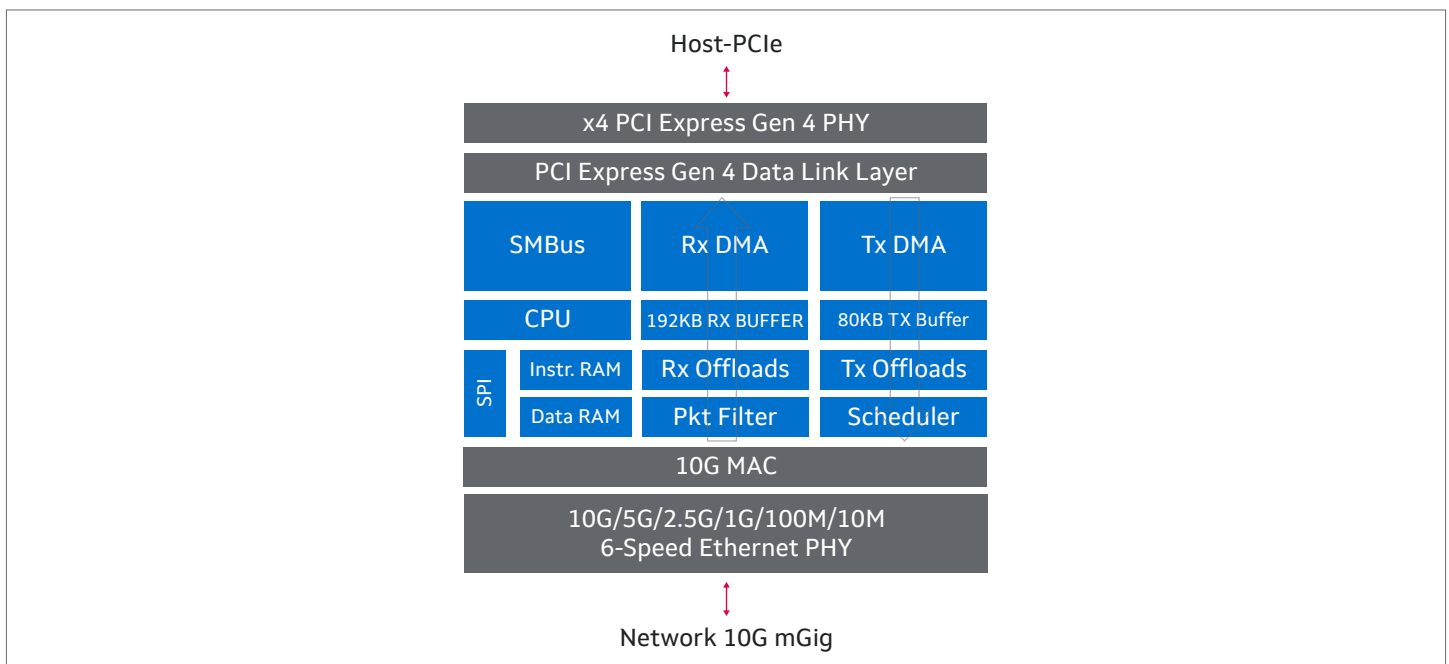 Host-PCIe
x4 PCI Express Gen 4 PHY
PCI Express Gen 4 Data Link Layer
SMBus
Rx DMA
Tx DMA
CPU
192KB RX BUFFER
80KB TX Buffer
SPI
Instr. RAM
Rx Offloads
Tx Offloads
Data RAM
Pkt Filter
Scheduler
10G MAC
10G/5G/2.5G/1G/100M/10M
6-Speed Ethernet PHY
Network 10G mGig